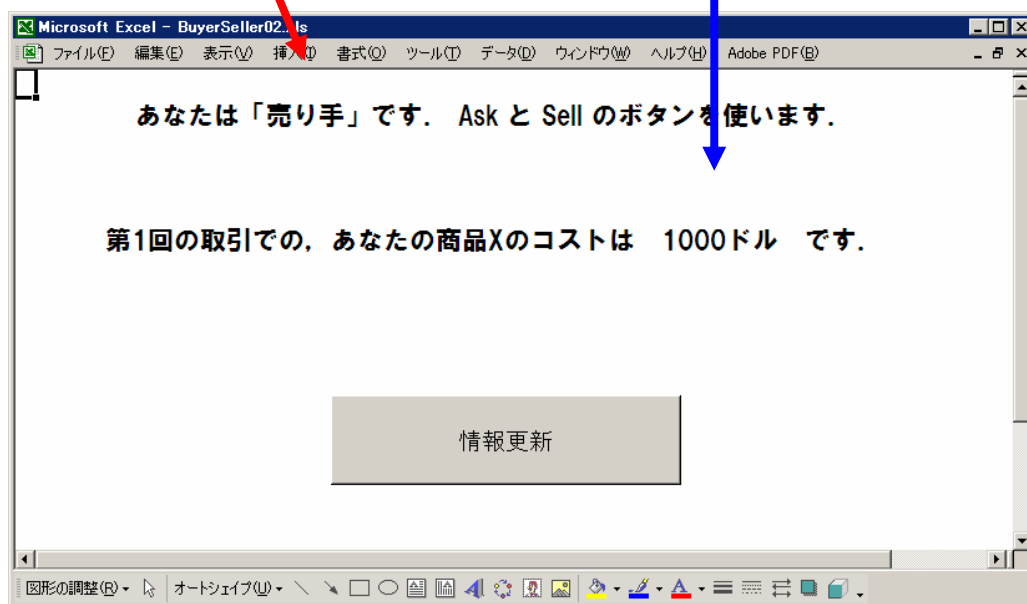 Microsoft Excel - BuyerSeller02.xls
ファイル(F) 編集(E) 表示(V) 挿入(I) 書式(O) ツール(T) データ(D) ウィンドウ(W) ヘルプ(H) Adobe PDF(B)
あなたは「売り手」です. Ask と Sell のボタンを使います.
第1回の取引での, あなたの商品Xのコストは 1000ドル です.
情報更新
図形の調整(R) オートシェイプ(U)